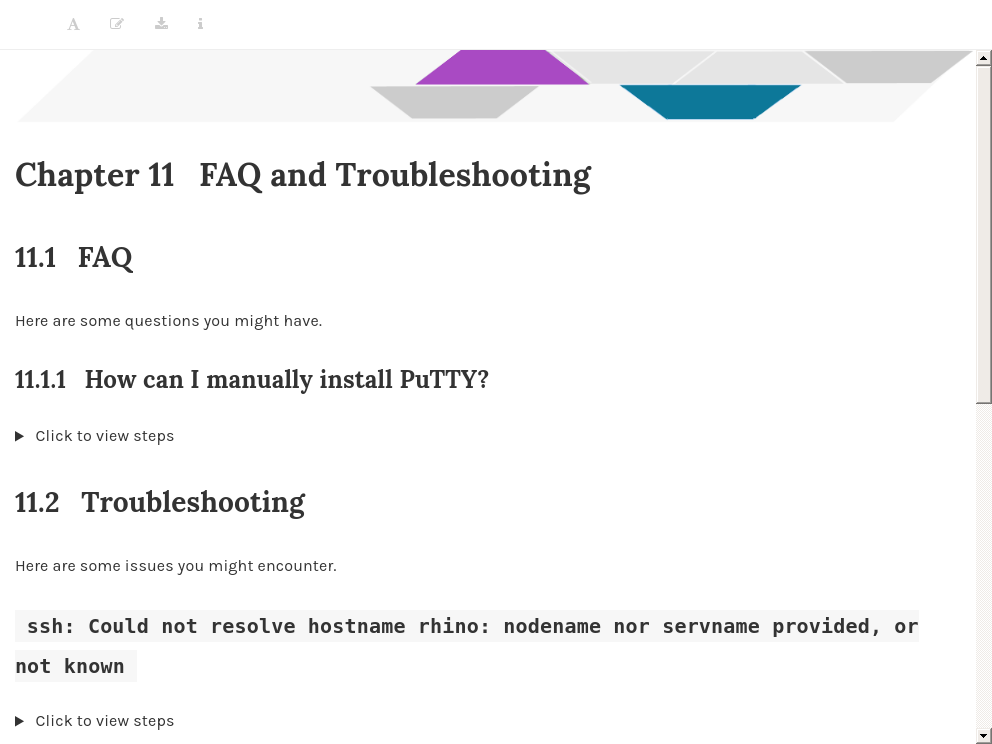 Chapter 11 FAQ and Troubleshooting
11.1 FAQ
Here are some questions you might have.
11.1.1 How can I manually install PuTTY?
Click to view steps
11.2 Troubleshooting
Here are some issues you might encounter.
ssh: Could not resolve hostname rhino: nodename nor servname provided, or
not known
Click to view steps